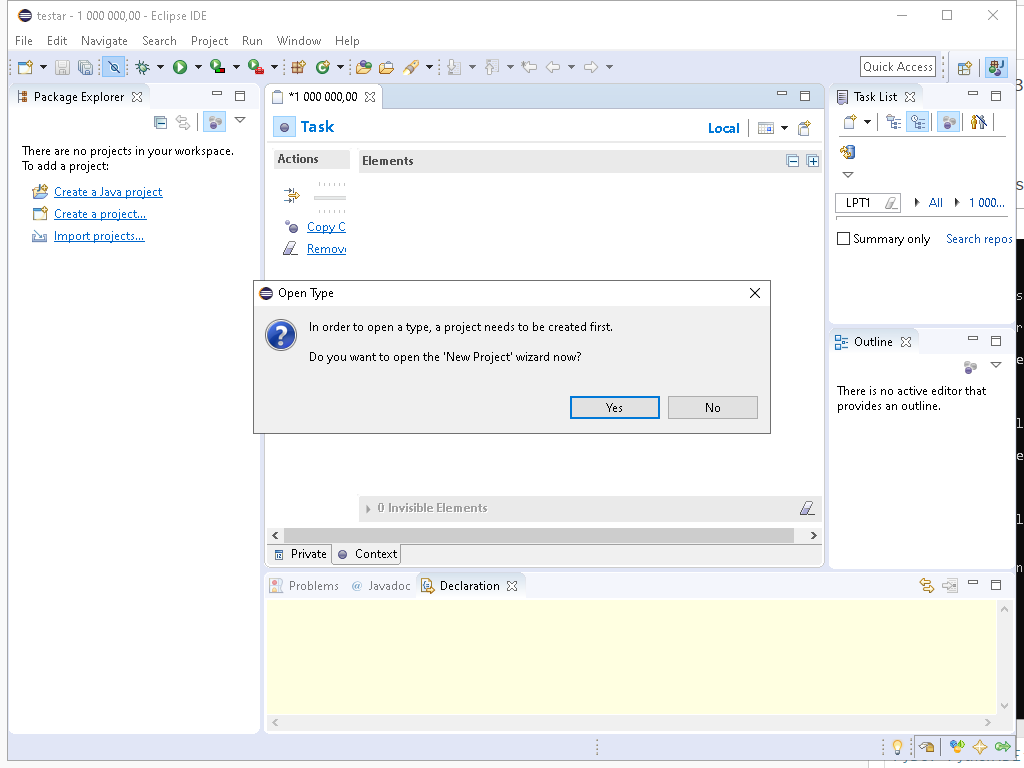 testar - 1 000 000,00 - Eclipse IDE
File Edit Navigate Search Project Run Window Help
Quick Access
Package Explorer
There are no projects in your workspace.
To add a project:
Create a Java project
Create a project...
Import projects...
*1 000 000,00
Task
Local
Actions
Elements
Copy C
Remov
Open Type
In order to open a type, a project needs to be created first.
Do you want to open the 'New Project' wizard now?
Yes
No
0 Invisible Elements
Private
Context
Problems
@ Javadoc
Declaration
Task List
LPT1
All
1 000...
Summary only
Search repos
Outline
There is no active editor that
provides an outline.